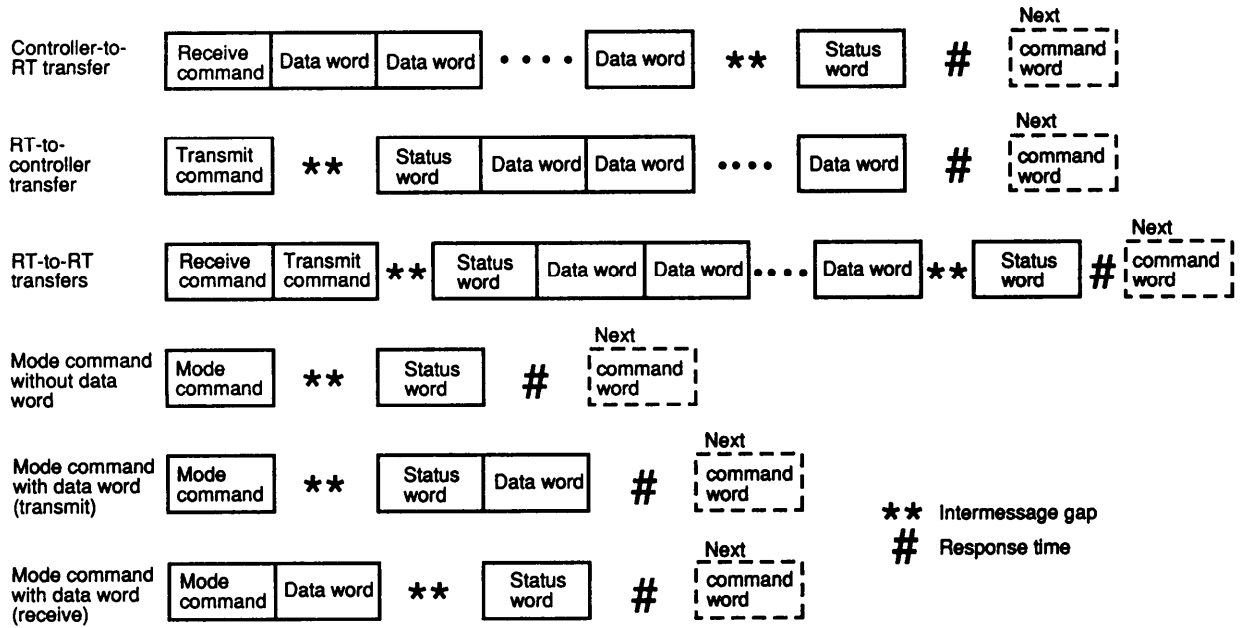 Controller-to-
RT transfer
Receive
command
Data word
Data word
....
Data word
**
Status
word
#
Next
command
word
RT-to-
controller
transfer
Transmit
command
**
Status
word
Data word
Data word
....
Data word
#
Next
command
word
RT-to-RT
transfers
Receive
command
Transmit
command
**
Status
word
Data word
Data word
....
Data word
**
Status
word
#
Next
command
word
Mode command
without data
word
Mode
command
**
Status
word
#
Next
command
word
Mode command
with data word
(transmit)
Mode
command
**
Status
word
Data word
#
Next
command
word
** Intermessage gap
# Response time
Mode command
with data word
(receive)
Mode
command
Data word
**
Status
word
#
Next
command
word